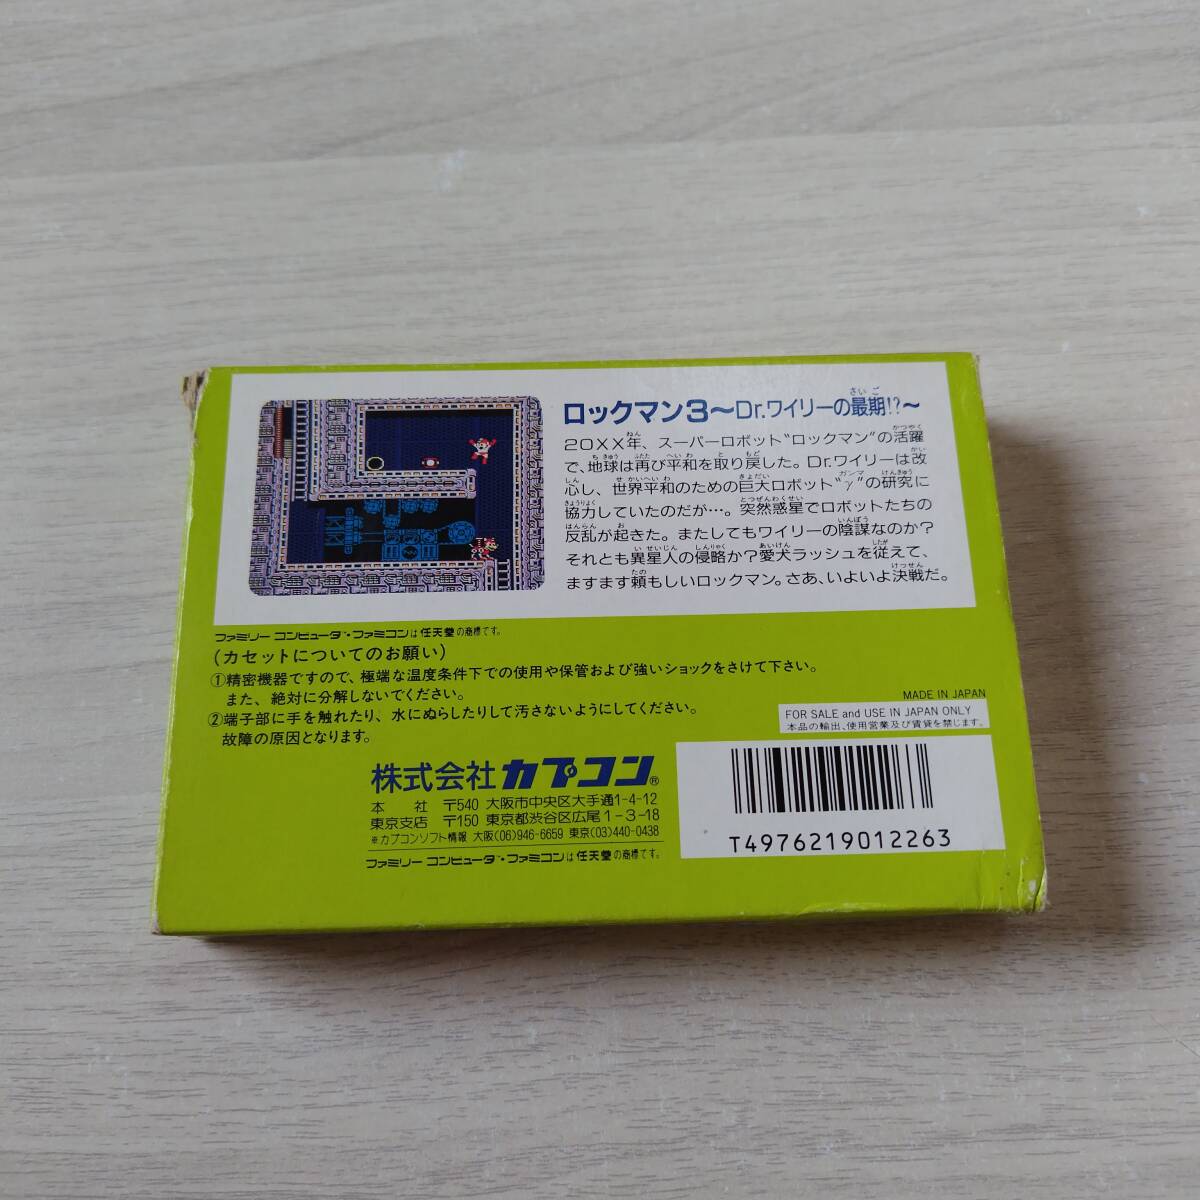 ロックマン3～Dr.ワイリーの最期!?～
20XX年、スーパーロボット"ロックマン"の活躍
で、地球は再び平和を取り戻した。Dr.ワイリーは改
心し、世界平和のための巨大ロボット"γ"の研究に
協力していたのだが…。突然惑星でロボットたちの
反乱が起きた。またしてもワイリーの陰謀なのか?
それとも異星人の侵略か?愛犬ラッシュを従えて、
ますます頼もしいロックマン。さあ、いよいよ決戦だ。
ファミリー コンピュータ・ファミコンは任天堂の商標です。
(カセットについてのお願い)
①精密機器ですので、極端な温度条件下での使用や保管および強いショックをさけて下さい。
また、絶対に分解しないでください。
②端子部に手を触れたり、水にぬらしたりして汚さないようにしてください。
故障の原因となります。
MADE IN JAPAN
FOR SALE and USE IN JAPAN ONLY
本品の輸出、使用営業及び賃貸を禁じます。
株式会社 カプコン®
本 社 〒540 大阪市中央区大手通1-4-12
東京支店 〒150 東京都渋谷区広尾1-3-18
※カプコンソフト情報 大阪(06)946-6659 東京(03)440-0438
ファミリー コンピュータ・ファミコンは任天堂の商標です。
T4976219012263